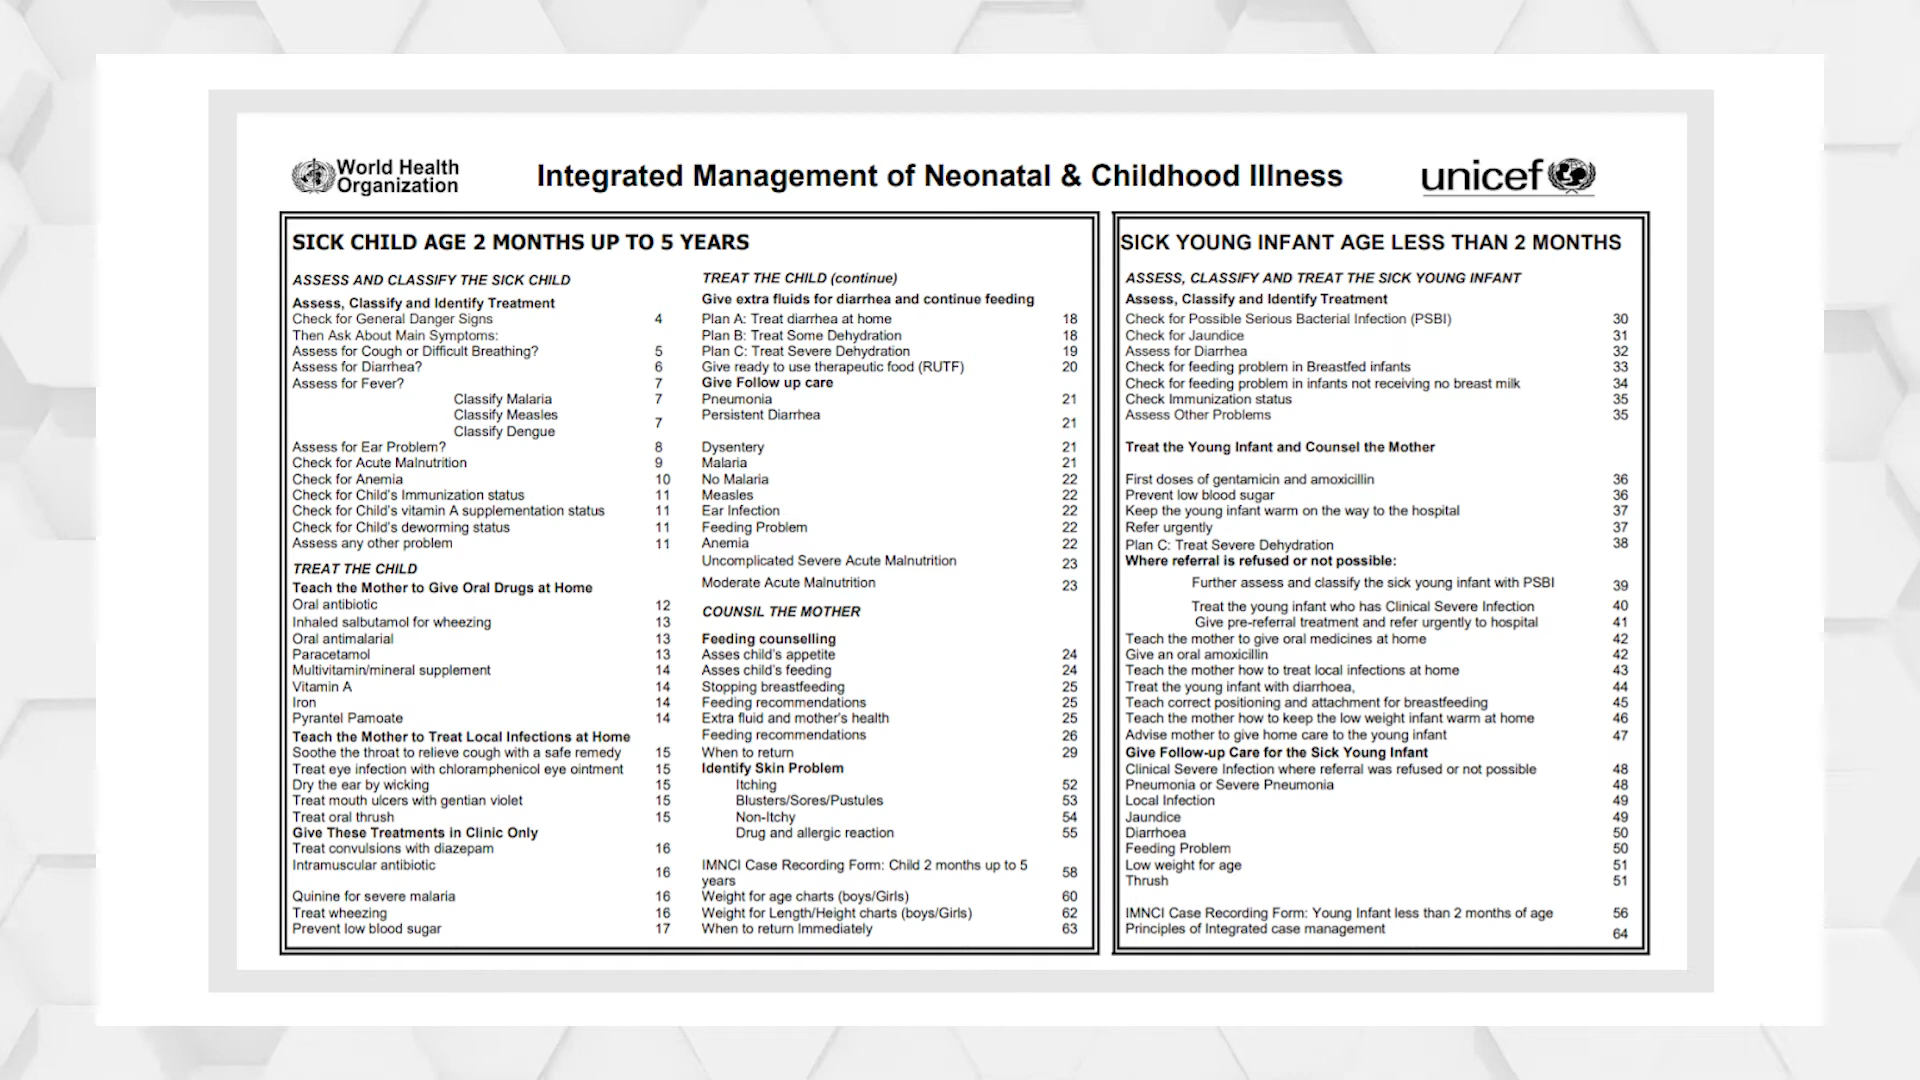 World Health
Organization
Integrated Management of Neonatal & Childhood Illness
unicef
SICK CHILD AGE 2 MONTHS UP TO 5 YEARS
ASSESS AND CLASSIFY THE SICK CHILD
Assess, Classify and Identify Treatment
Check for General Danger Signs 4
Then Ask About Main Symptoms:
Assess for Cough or Difficult Breathing? 5
Assess for Diarrhea? 6
Assess for Fever? 7
Classify Malaria 7
Classify Measles
Classify Dengue 7
Assess for Ear Problem? 8
Check for Acute Malnutrition 9
Check for Anemia 10
Check for Child's Immunization status 11
Check for Child's vitamin A supplementation status 11
Check for Child's deworming status 11
Assess any other problem 11
TREAT THE CHILD
Teach the Mother to Give Oral Drugs at Home
Oral antibiotic 12
Inhaled salbutamol for wheezing 13
Oral antimalarial 13
Paracetamol 13
Multivitamin/mineral supplement 14
Vitamin A 14
Iron 14
Pyrantel Pamoate 14
Teach the Mother to Treat Local Infections at Home
Soothe the throat to relieve cough with a safe remedy 15
Treat eye infection with chloramphenicol eye ointment 15
Dry the ear by wicking 15
Treat mouth ulcers with gentian violet 15
Treat oral thrush 15
Give These Treatments in Clinic Only
Treat convulsions with diazepam 16
Intramuscular antibiotic 16
Quinine for severe malaria 16
Treat wheezing 16
Prevent low blood sugar 17
TREAT THE CHILD (continue)
Give extra fluids for diarrhea and continue feeding
Plan A: Treat diarrhea at home 18
Plan B: Treat Some Dehydration 18
Plan C: Treat Severe Dehydration 19
Give ready to use therapeutic food (RUTF) 20
Give Follow up care
Pneumonia 21
Persistent Diarrhea 21
Dysentery 21
Malaria 21
No Malaria 22
Measles 22
Ear Infection 22
Feeding Problem 22
Anemia 22
Uncomplicated Severe Acute Malnutrition 23
Moderate Acute Malnutrition 23
COUNSIL THE MOTHER
Feeding counselling
Asses child's appetite 24
Asses child's feeding 24
Stopping breastfeeding 25
Feeding recommendations 25
Extra fluid and mother's health 25
Feeding recommendations 26
When to return 29
Identify Skin Problem
Itching 52
Blusters/Sores/Pustules 53
Non-Itchy 54
Drug and allergic reaction 55
IMNCI Case Recording Form: Child 2 months up to 5
years 58
Weight for age charts (boys/Girls) 60
Weight for Length/Height charts (boys/Girls) 62
When to return Immediately 63
SICK YOUNG INFANT AGE LESS THAN 2 MONTHS
ASSESS, CLASSIFY AND TREAT THE SICK YOUNG INFANT
Assess, Classify and Identify Treatment
Check for Possible Serious Bacterial Infection (PSBI) 30
Check for Jaundice 31
Assess for Diarrhea 32
Check for feeding problem in Breastfed infants 33
Check for feeding problem in infants not receiving no breast milk 34
Check Immunization status 35
Assess Other Problems 35
Treat the Young Infant and Counsel the Mother
First doses of gentamicin and amoxicillin 36
Prevent low blood sugar 36
Keep the young infant warm on the way to the hospital 37
Refer urgently 37
Plan C: Treat Severe Dehydration 38
Where referral is refused or not possible:
Further assess and classify the sick young infant with PSBI 39
Treat the young infant who has Clinical Severe Infection 40
Give pre-referral treatment and refer urgently to hospital 41
Teach the mother to give oral medicines at home 42
Give an oral amoxicillin 42
Teach the mother how to treat local infections at home 43
Treat the young infant with diarrhoea, 44
Teach correct positioning and attachment for breastfeeding 45
Teach the mother how to keep the low weight infant warm at home 46
Advise mother to give home care to the young infant 47
Give Follow-up Care for the Sick Young Infant
Clinical Severe Infection where referral was refused or not possible 48
Pneumonia or Severe Pneumonia 48
Local Infection 49
Jaundice 49
Diarrhoea 50
Feeding Problem 50
Low weight for age 51
Thrush 51
IMNCI Case Recording Form: Young Infant less than 2 months of age 56
Principles of Integrated case management 64